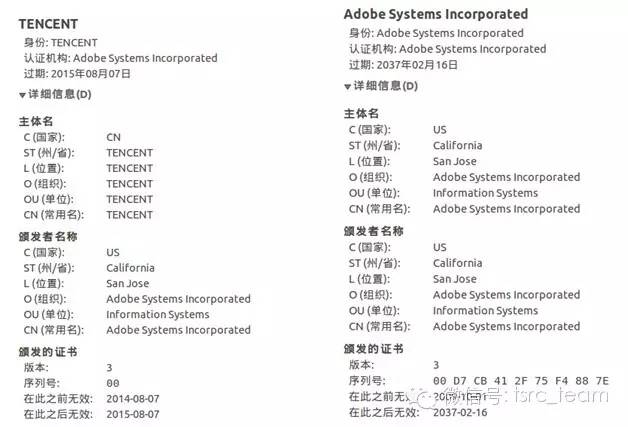 TENCENT
身份: TENCENT
认证机构: Adobe Systems Incorporated
过期: 2015年08月07日
▼详细信息(D)
主体名
C (国家): CN
ST (州/省): TENCENT
L (位置): TENCENT
O (组织): TENCENT
OU (单位): TENCENT
CN (常用名): TENCENT
颁发者名称
C (国家): US
ST (州/省): California
L (位置): San Jose
O (组织): Adobe Systems Incorporated
OU (单位): Information Systems
CN (常用名): Adobe Systems Incorporated
颁发的证书
版本: 3
序列号: 00
在此之前无效: 2014-08-07
在此之后无效: 2015-08-07
Adobe Systems Incorporated
身份: Adobe Systems Incorporated
认证机构: Adobe Systems Incorporated
过期: 2037年02月16日
▼详细信息(D)
主体名
C (国家): US
ST (州/省): California
L (位置): San Jose
O (组织): Adobe Systems Incorporated
OU (单位): Information Systems
CN (常用名): Adobe Systems Incorporated
颁发者名称
C (国家): US
ST (州/省): California
L (位置): San Jose
O (组织): Adobe Systems Incorporated
OU (单位): Information Systems
CN (常用名): Adobe Systems Incorporated
颁发的证书
版本: 3
序列号: 00 D7 CB 41 2F 75 F4 88 7E
在此之前无效:
在此之后无效: 2037-02-16
微信号: tsrc_team